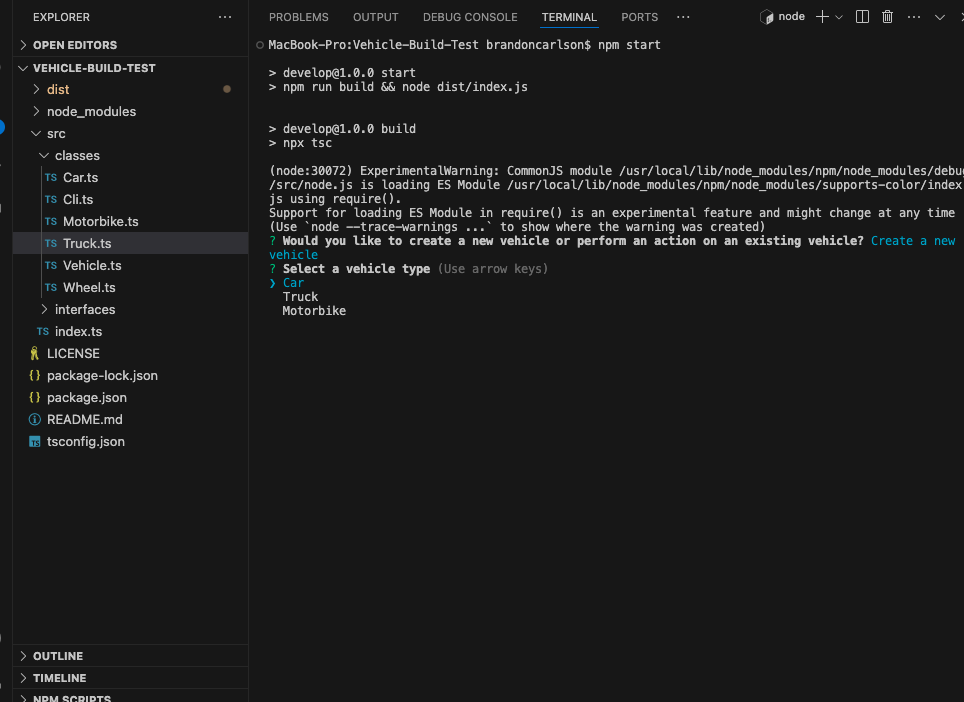 EXPLORER
OPEN EDITORS
VEHICLE-BUILD-TEST
dist
node_modules
src
classes
TS Car.ts
TS Cli.ts
TS Motorbike.ts
TS Truck.ts
TS Vehicle.ts
TS Wheel.ts
interfaces
TS index.ts
LICENSE
{} package-lock.json
{} package.json
README.md
TS tsconfig.json
OUTLINE
TIMELINE
NPM SCRIPTS
PROBLEMS OUTPUT DEBUG CONSOLE TERMINAL PORTS ··· node
MacBook-Pro:Vehicle-Build-Test brandoncarlson$ npm start
> develop@1.0.0 start
> npm run build && node dist/index.js
> develop@1.0.0 build
> npx tsc
(node:30072) ExperimentalWarning: CommonJS module /usr/local/lib/node_modules/npm/node_modules/debug
/src/node.js is loading ES Module /usr/local/lib/node_modules/npm/node_modules/supports-color/index.
js using require().
Support for loading ES Module in require() is an experimental feature and might change at any time
(Use `node --trace-warnings ...` to show where the warning was created)
? Would you like to create a new vehicle or perform an action on an existing vehicle? Create a new
vehicle
? Select a vehicle type (Use arrow keys)
❯ Car
Truck
Motorbike